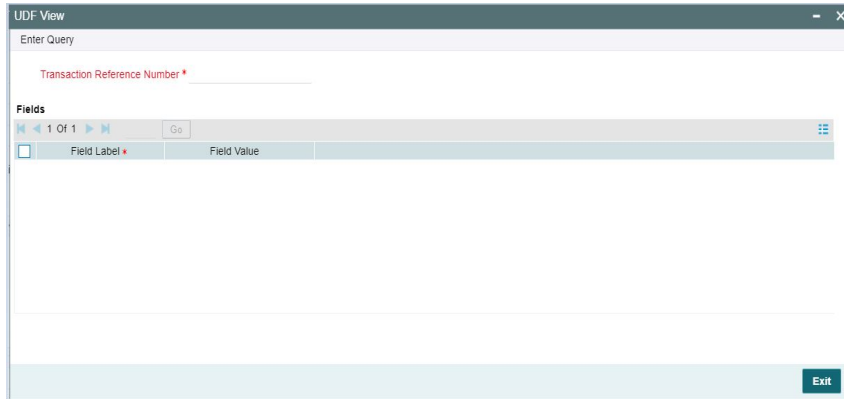 UDF View
Enter Query
Transaction Reference Number *
Fields
1 Of 1 Go
Field Label * Field Value
Exit